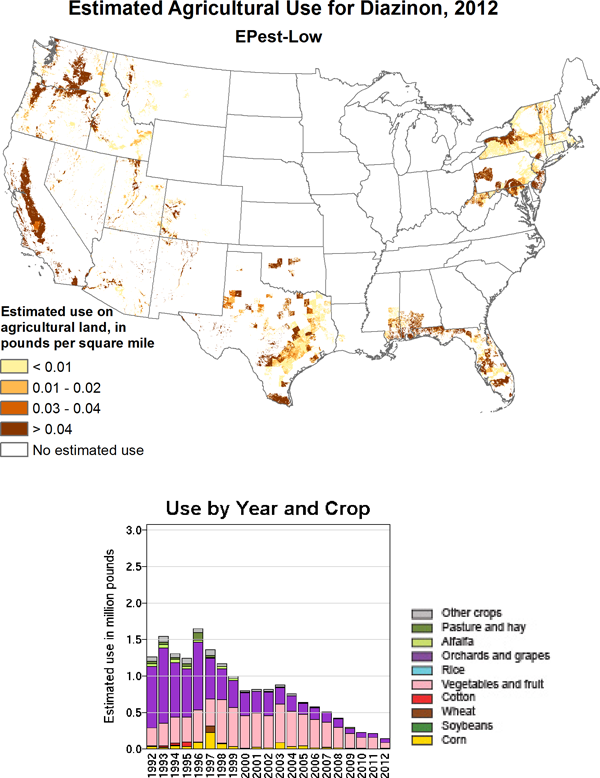 Estimated Agricultural Use for Diazinon, 2012
EPest-Low
Estimated use on
agricultural land, in
pounds per square mile
< 0.01
0.01 - 0.02
0.03 - 0.04
> 0.04
No estimated use
Use by Year and Crop
Estimated use in million pounds
3.0
2.5
2.0
1.5
1.0
0.5
0.0
1992
1993
1994
1995
1996
1997
1998
1999
2000
2001
2002
2003
2004
2005
2006
2007
2008
2009
2010
2011
2012
Other crops
Pasture and hay
Alfalfa
Orchards and grapes
Rice
Vegetables and fruit
Cotton
Wheat
Soybeans
Corn